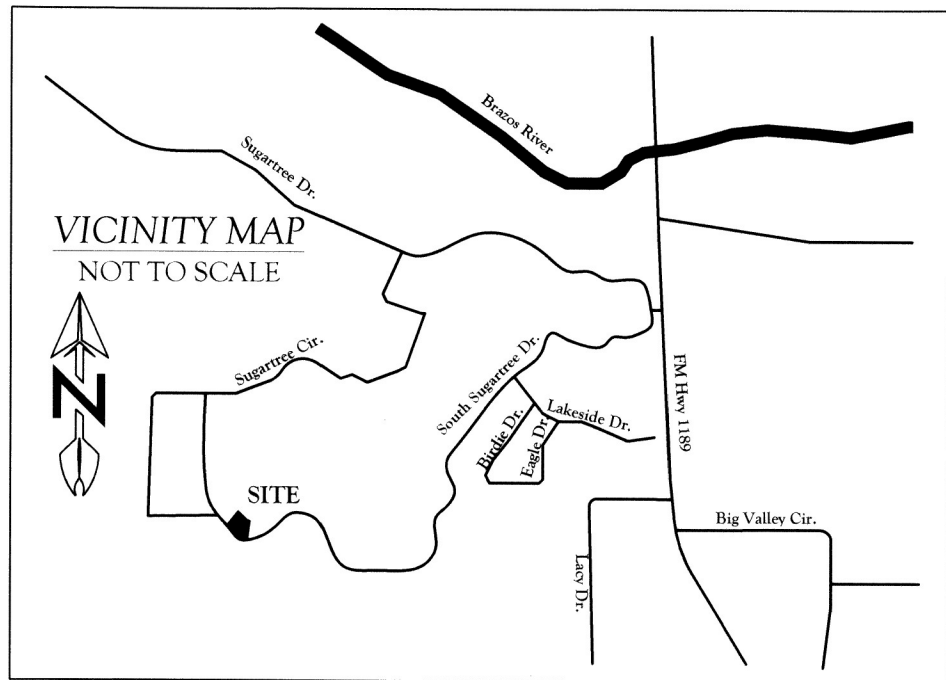 Brazos River
Sugartree Dr.
VICINITY MAP
NOT TO SCALE
N
Sugartree Cir.
South Sugartree Dr.
FM Hwy 1189
Lakeside Dr.
Birdie Dr.
Eagle Dr.
SITE
Big Valley Cir.
Lacy Dr.